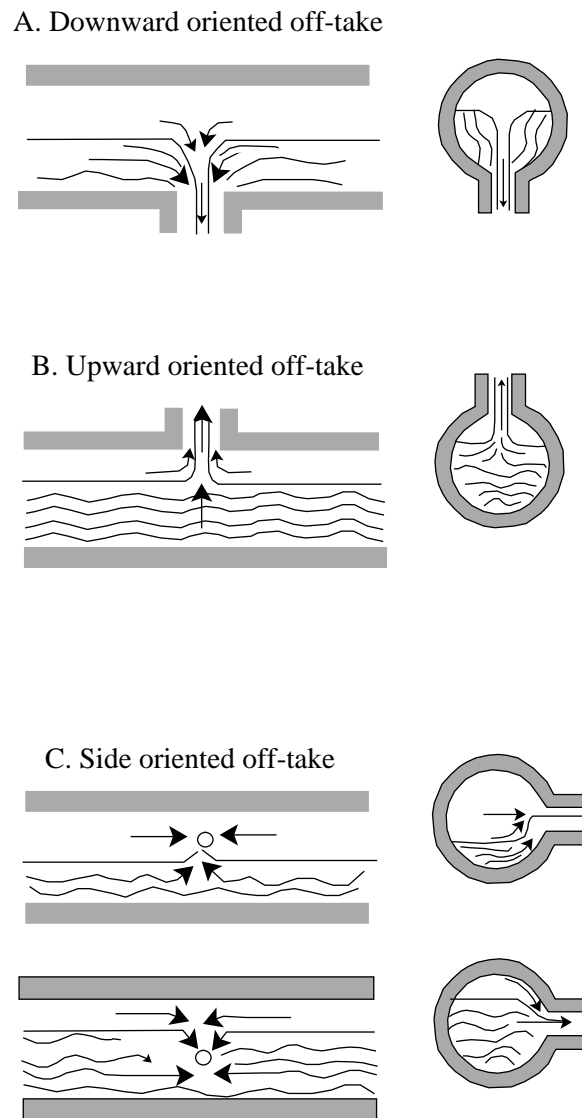 A. Downward oriented off-take
B. Upward oriented off-take
C. Side oriented off-take